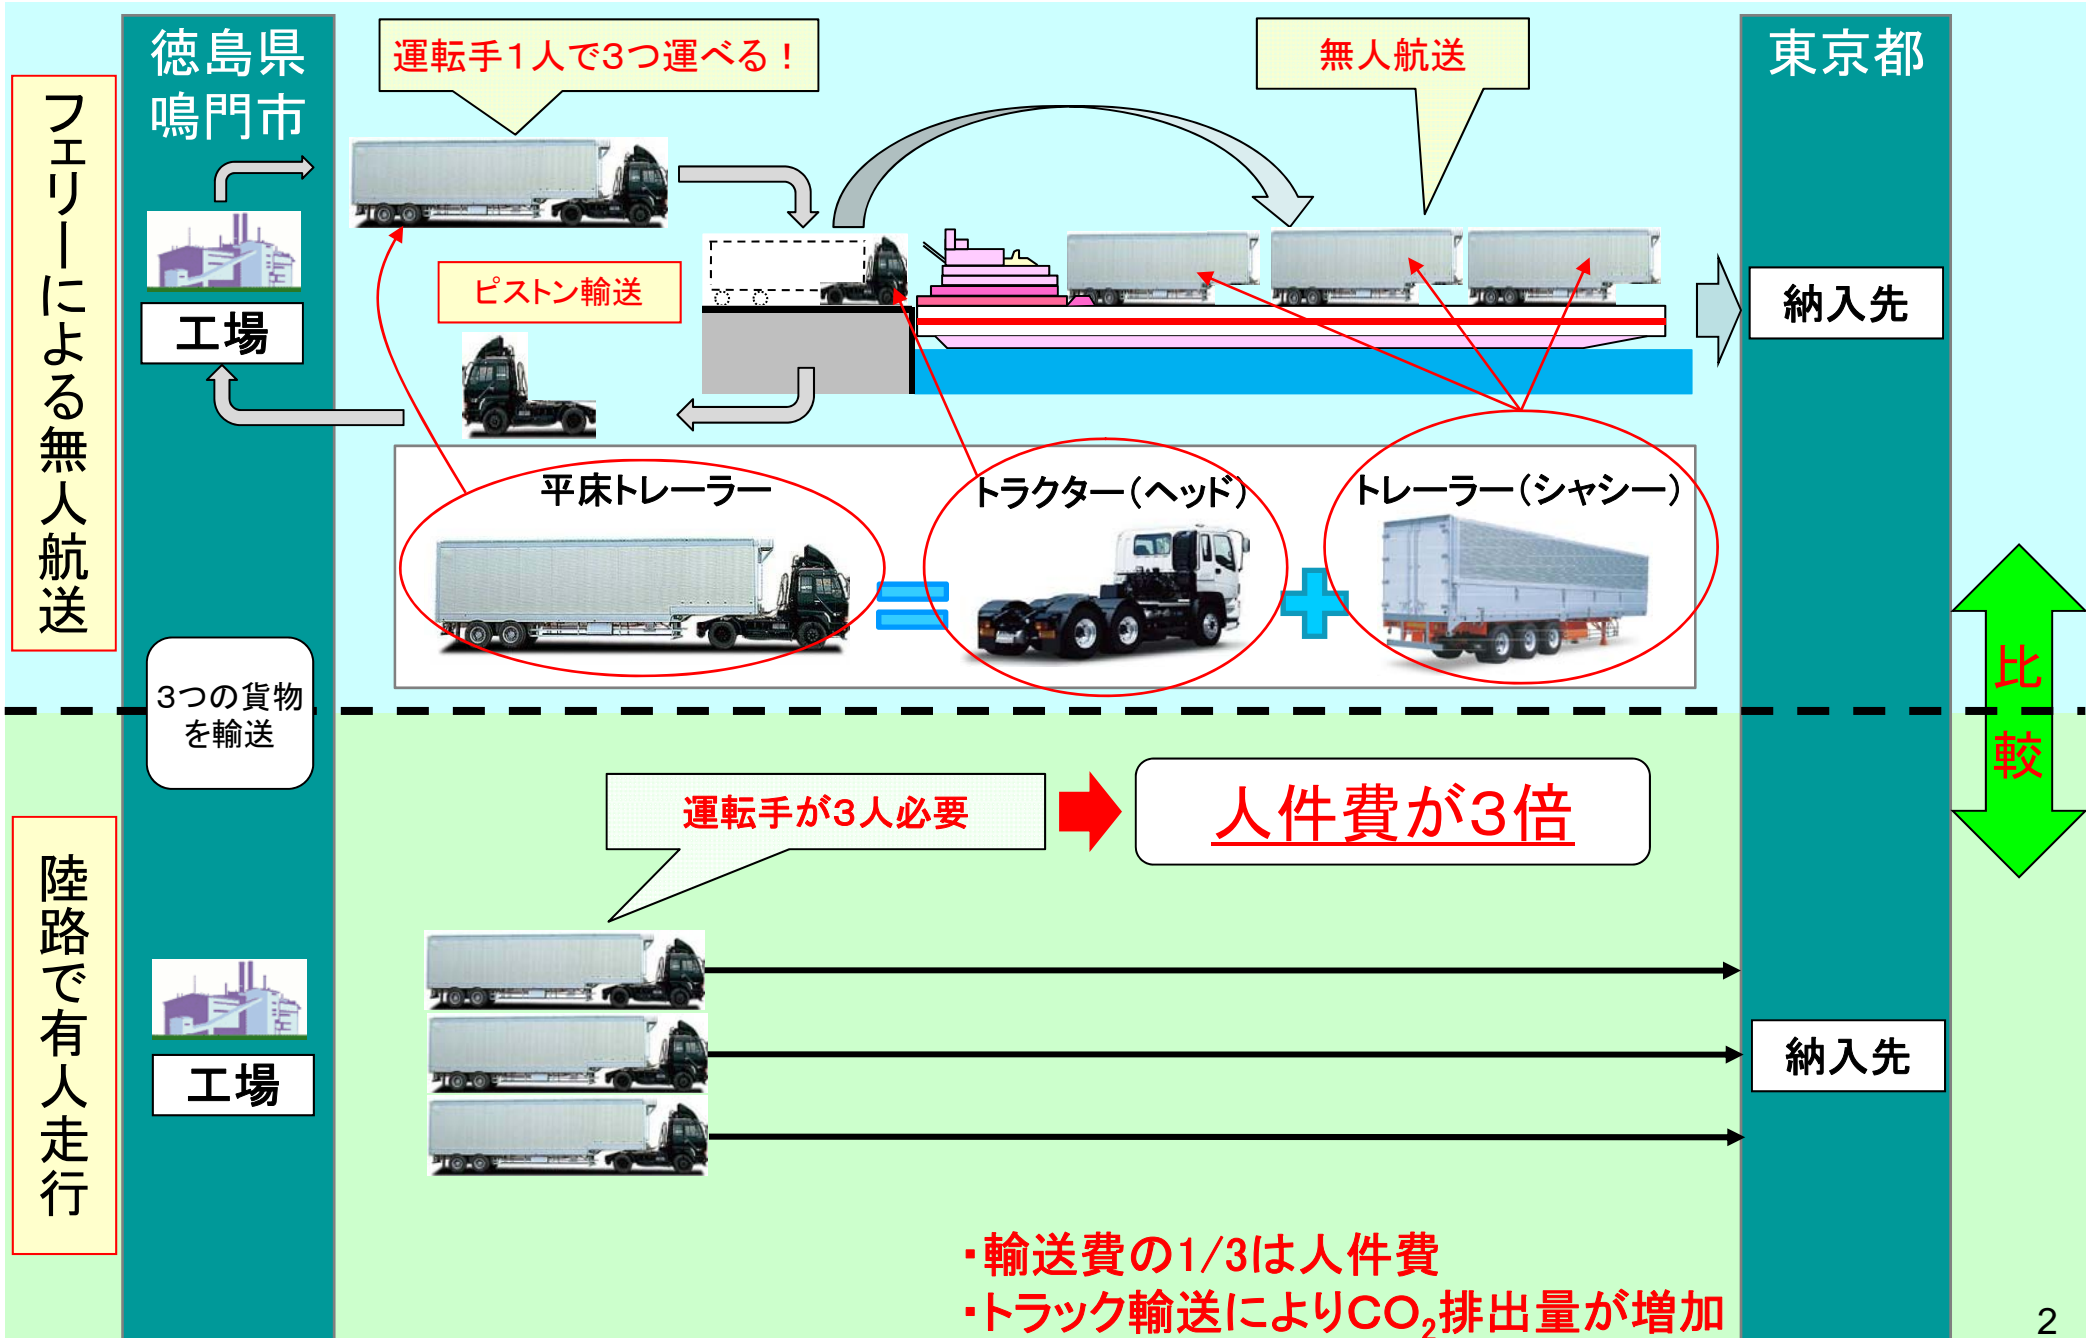 徳島県
鳴門市
東京都
フェリーによる無人航送
運転手１人で３つ運べる！
無人航送
工場
ピストン輸送
納入先
平床トレーラー
トラクター（ヘッド）
トレーラー（シャシー）
３つの貨物
を輸送
比
較
運転手が３人必要
人件費が３倍
陸路で有人走行
工場
納入先
・輸送費の1/3は人件費
・トラック輸送によりCO₂排出量が増加
2